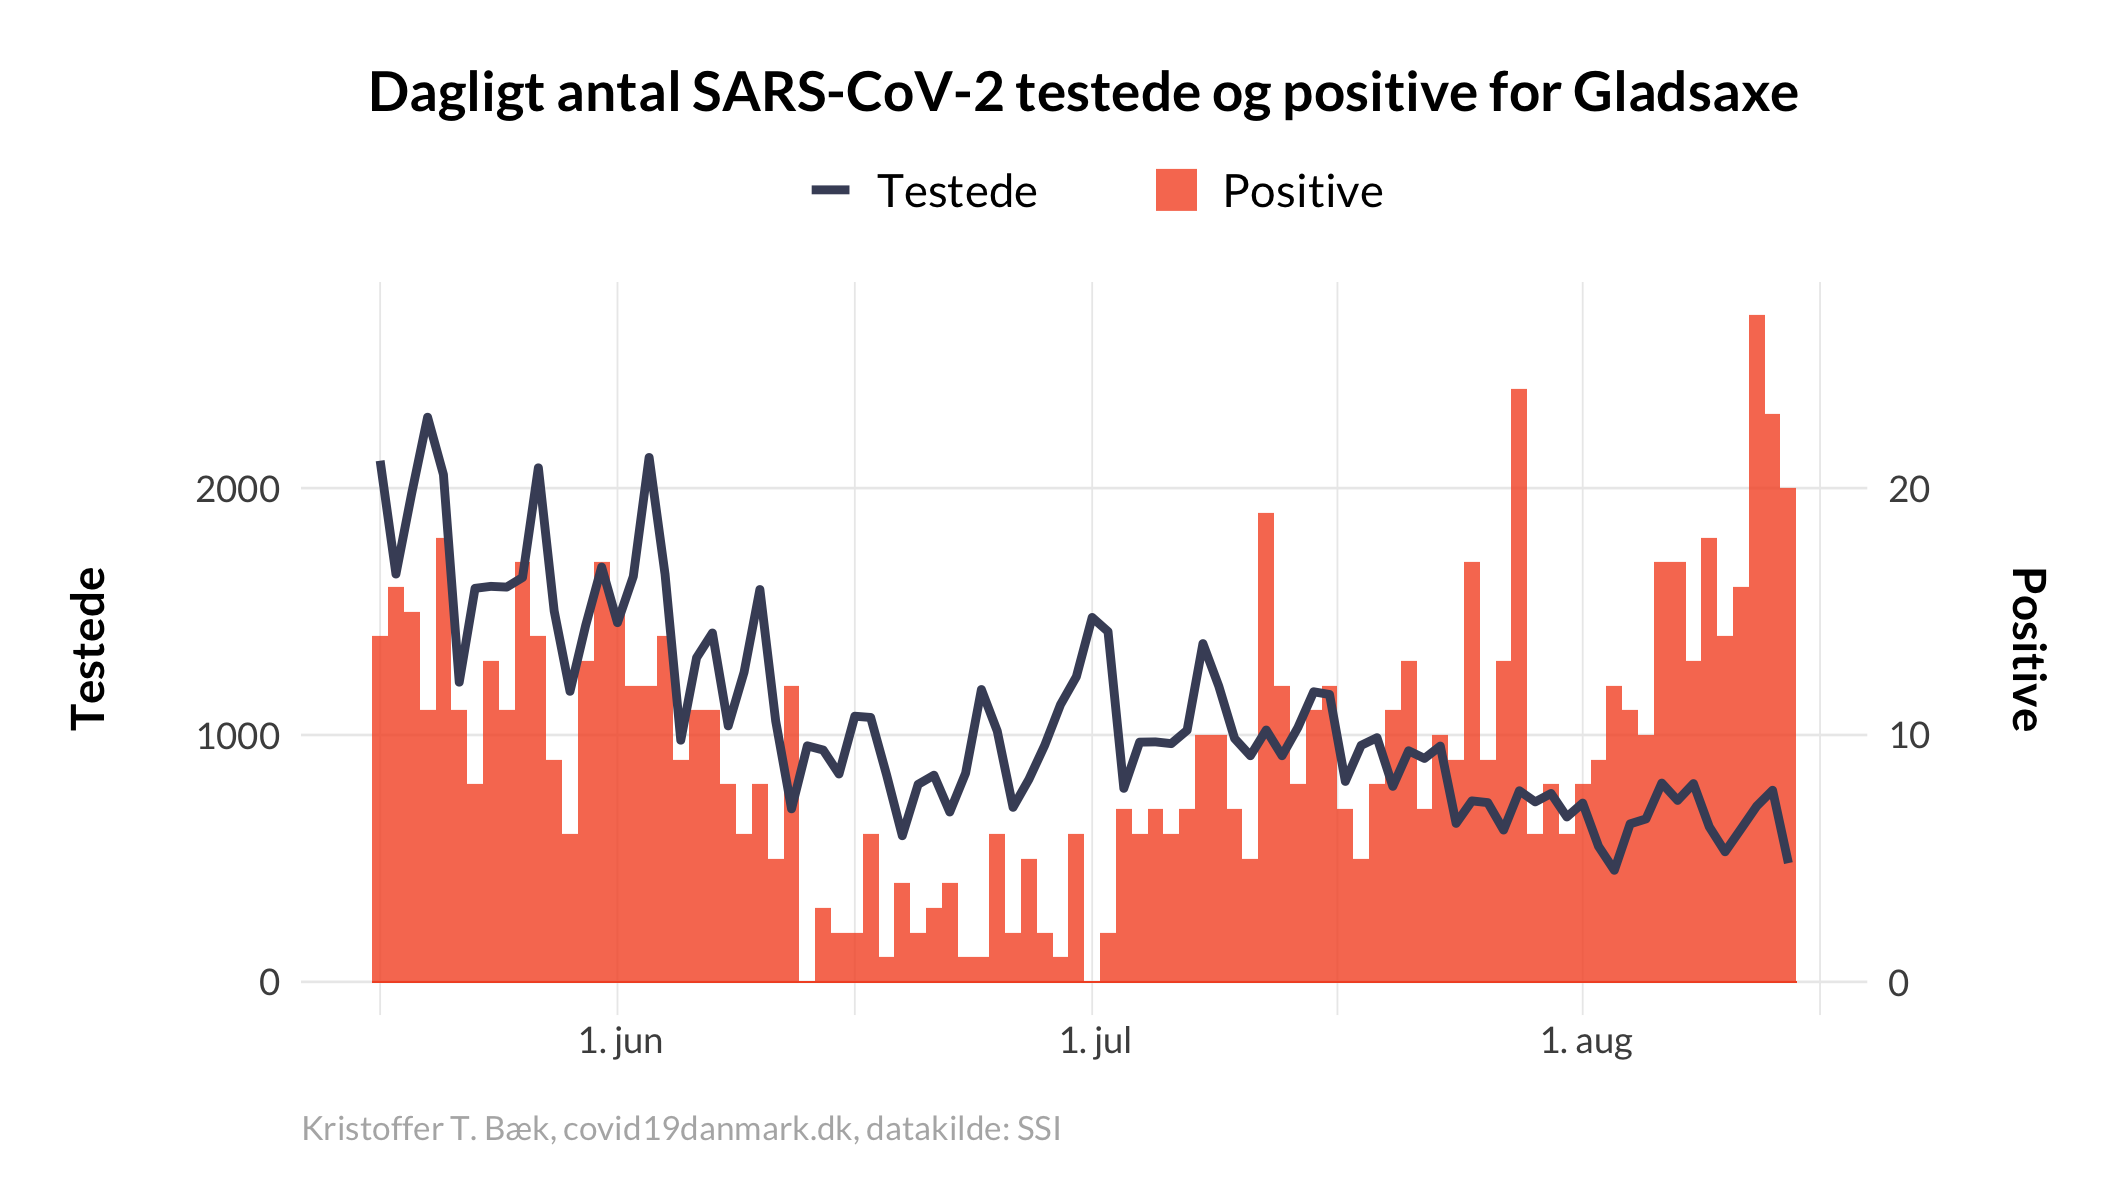 Dagligt antal SARS-CoV-2 testede og positive for Gladsaxe
Testede
Positive
Testede
2000
1000
0
20
10
0
Positive
1. jun
1. jul
1. aug
Kristoffer T. Bæk, covid19danmark.dk, datakilde: SSI